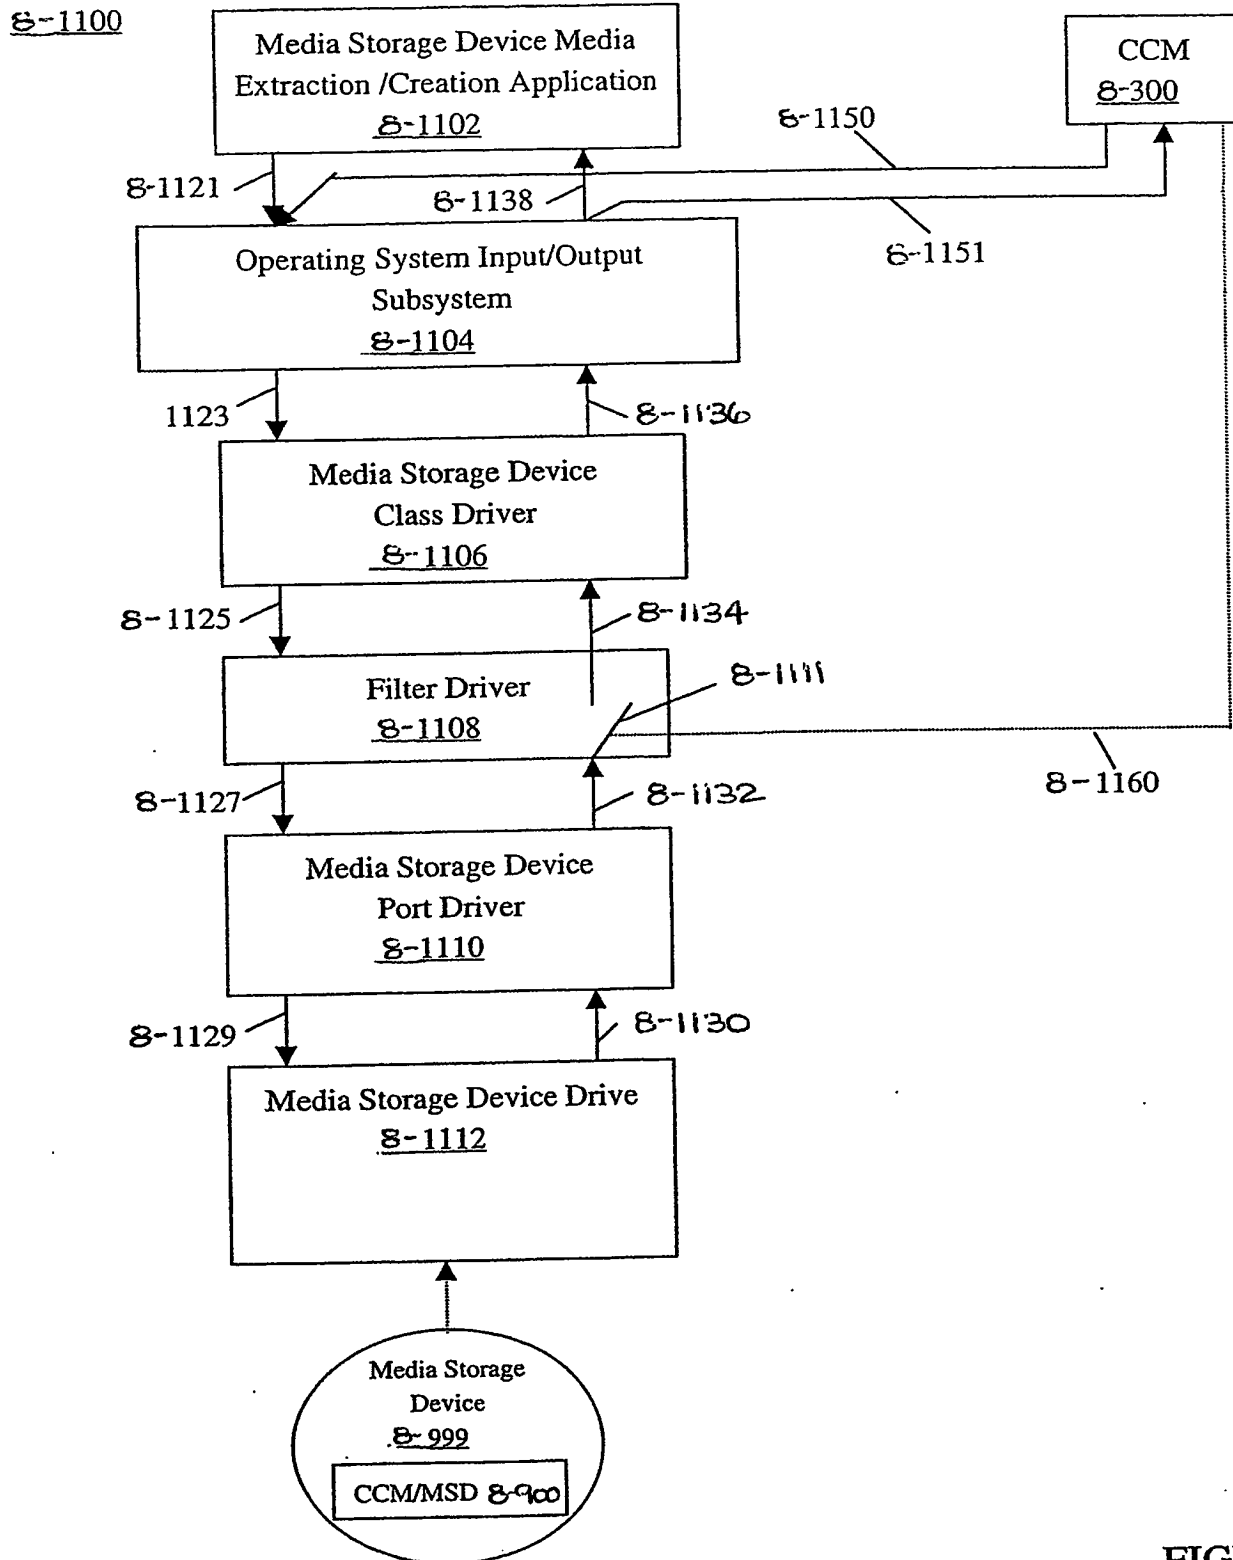 8-1100
Media Storage Device Media
Extraction /Creation Application
8-1102
CCM
8-300
8-1150
8-1121
8-1138
8-1151
Operating System Input/Output
Subsystem
8-1104
1123
8-1136
Media Storage Device
Class Driver
8-1106
8-1125
8-1134
8-1111
Filter Driver
8-1108
8-1127
8-1132
8-1160
Media Storage Device
Port Driver
8-1110
8-1129
8-1130
Media Storage Device Drive
8-1112
Media Storage
Device
8-999
CCM/MSD 8-900